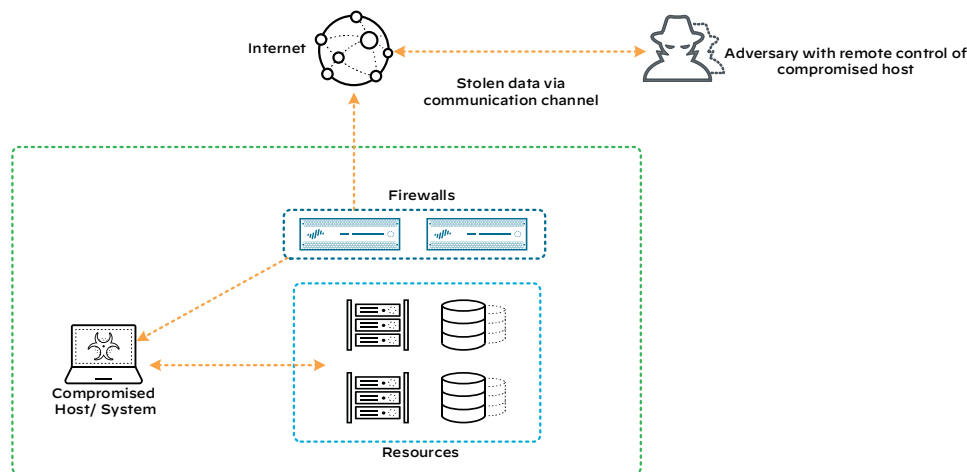 Internet
Adversary with remote control of
compromised host
Stolen data via
communication channel
Firewalls
Compromised
Host/ System
Resources